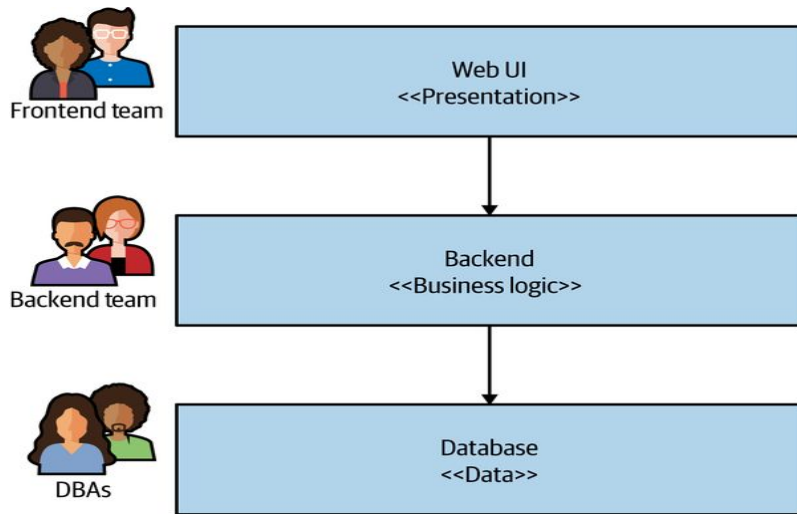 Web UI
<<Presentation>>
Frontend team
Backend
<<Business logic>>
Backend team
Database
<<Data>>
DBAs